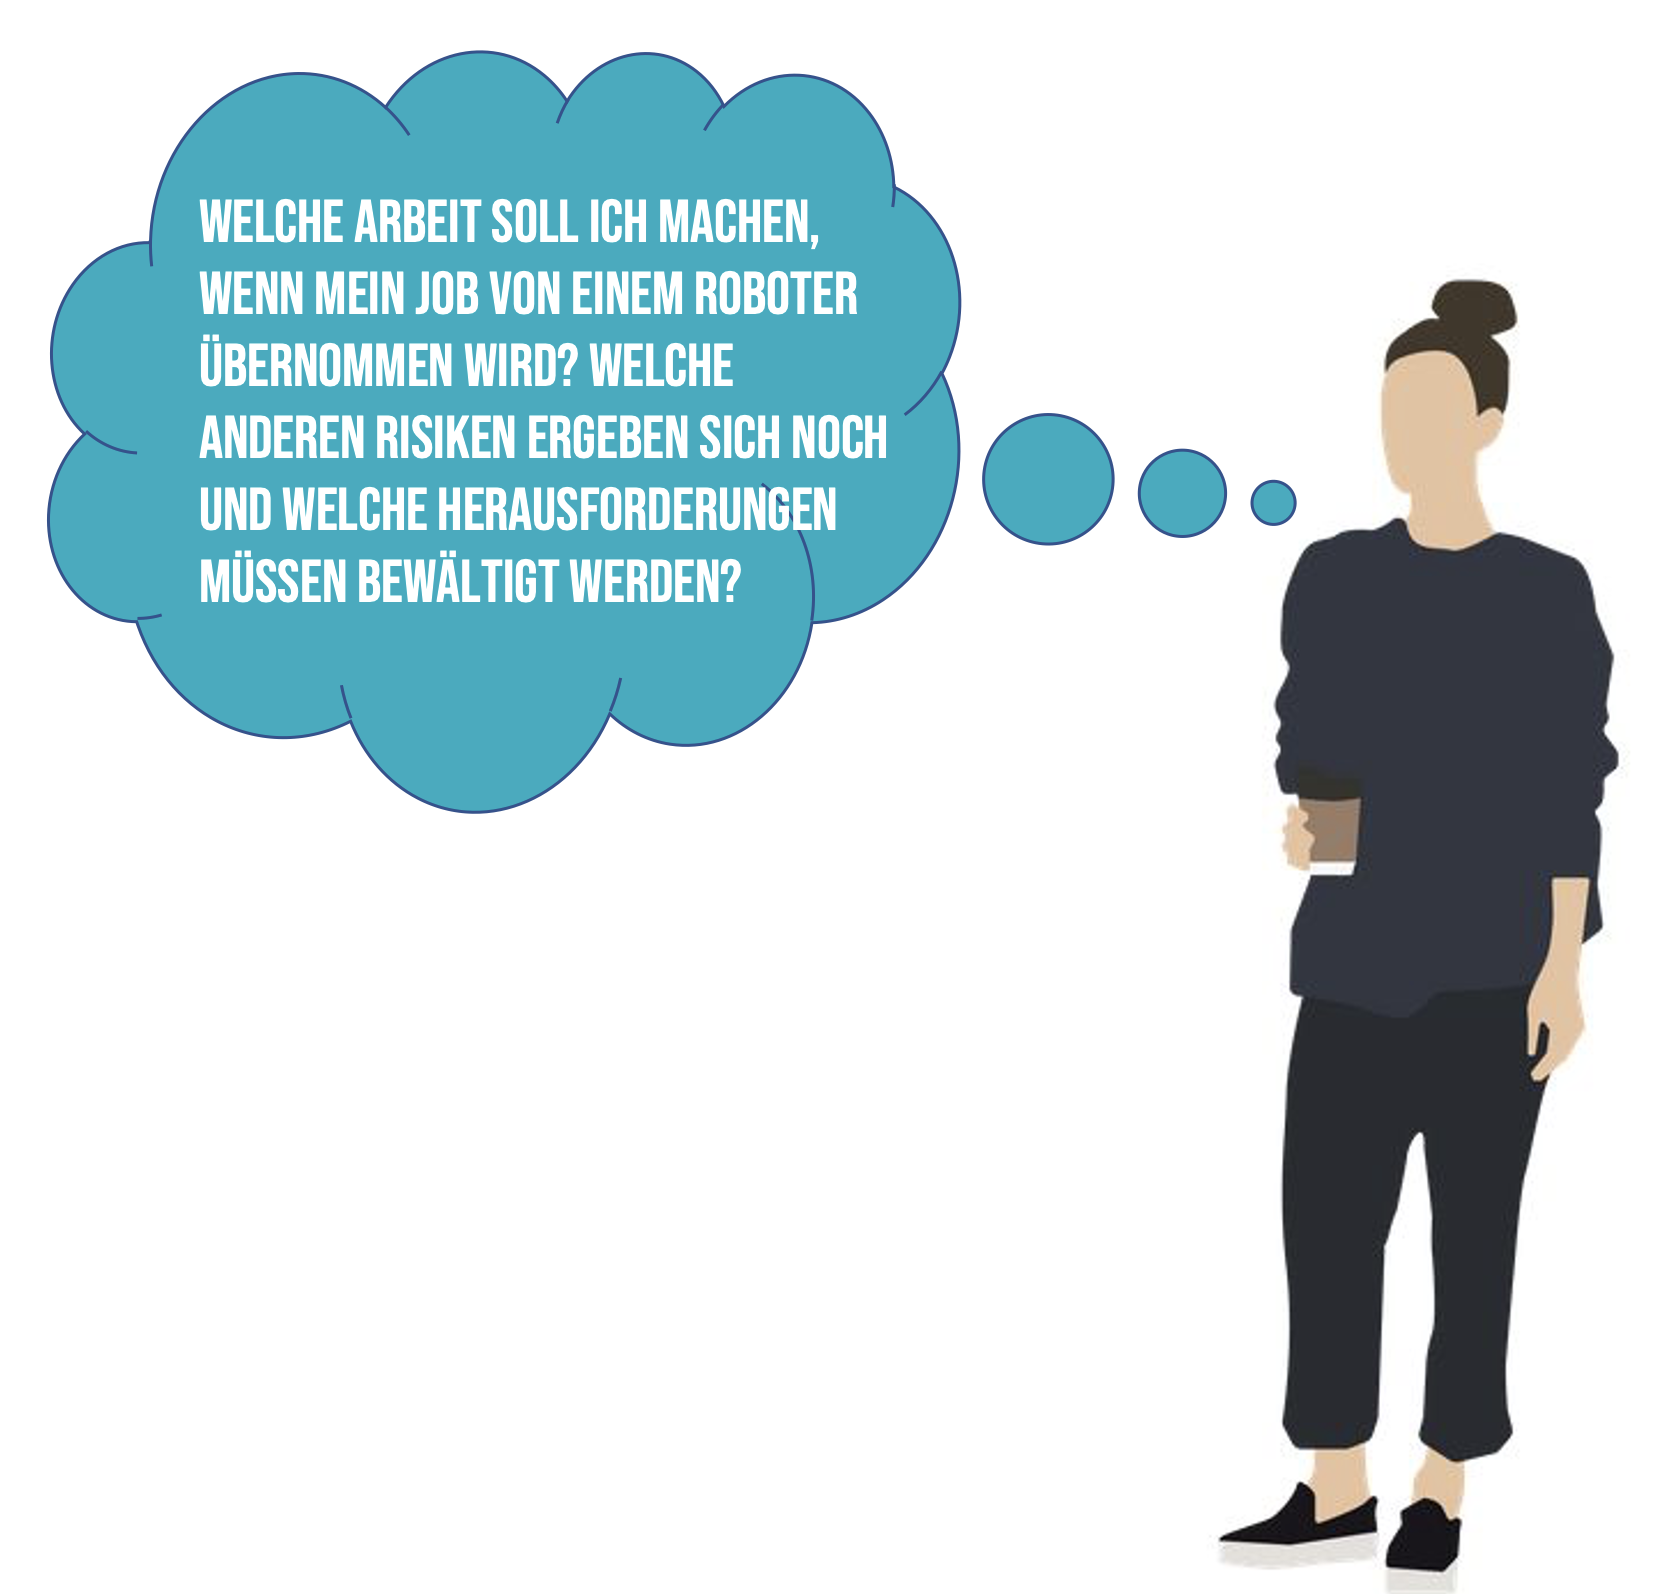 WELCHE ARBEIT SOLL ICH MACHEN,
WENN MEIN JOB VON EINEM ROBOTER
ÜBERNOMMEN WIRD? WELCHE
ANDEREN RISIKEN ERGEBEN SICH NOCH
UND WELCHE HERAUSFORDERUNGEN
MÜSSEN BEWÄLTIGT WERDEN?